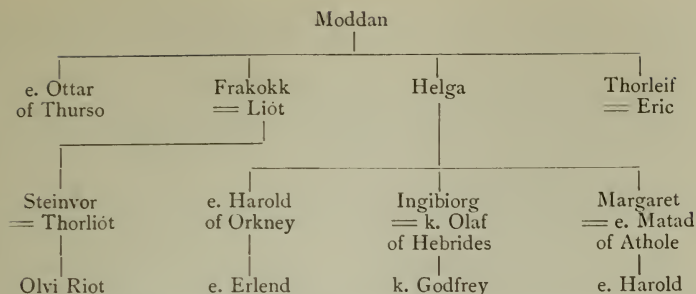 Moddan
e. Ottar Frakokk Helga Thorleif
of Thurso = Liót = Eric
Steinvor e. Harold Ingibiorg Margaret
= Thorliót of Orkney = k. Olaf = e. Matad
of Hebrides of Athole
Olvi Riot e. Erlend k. Godfrey e. Harold